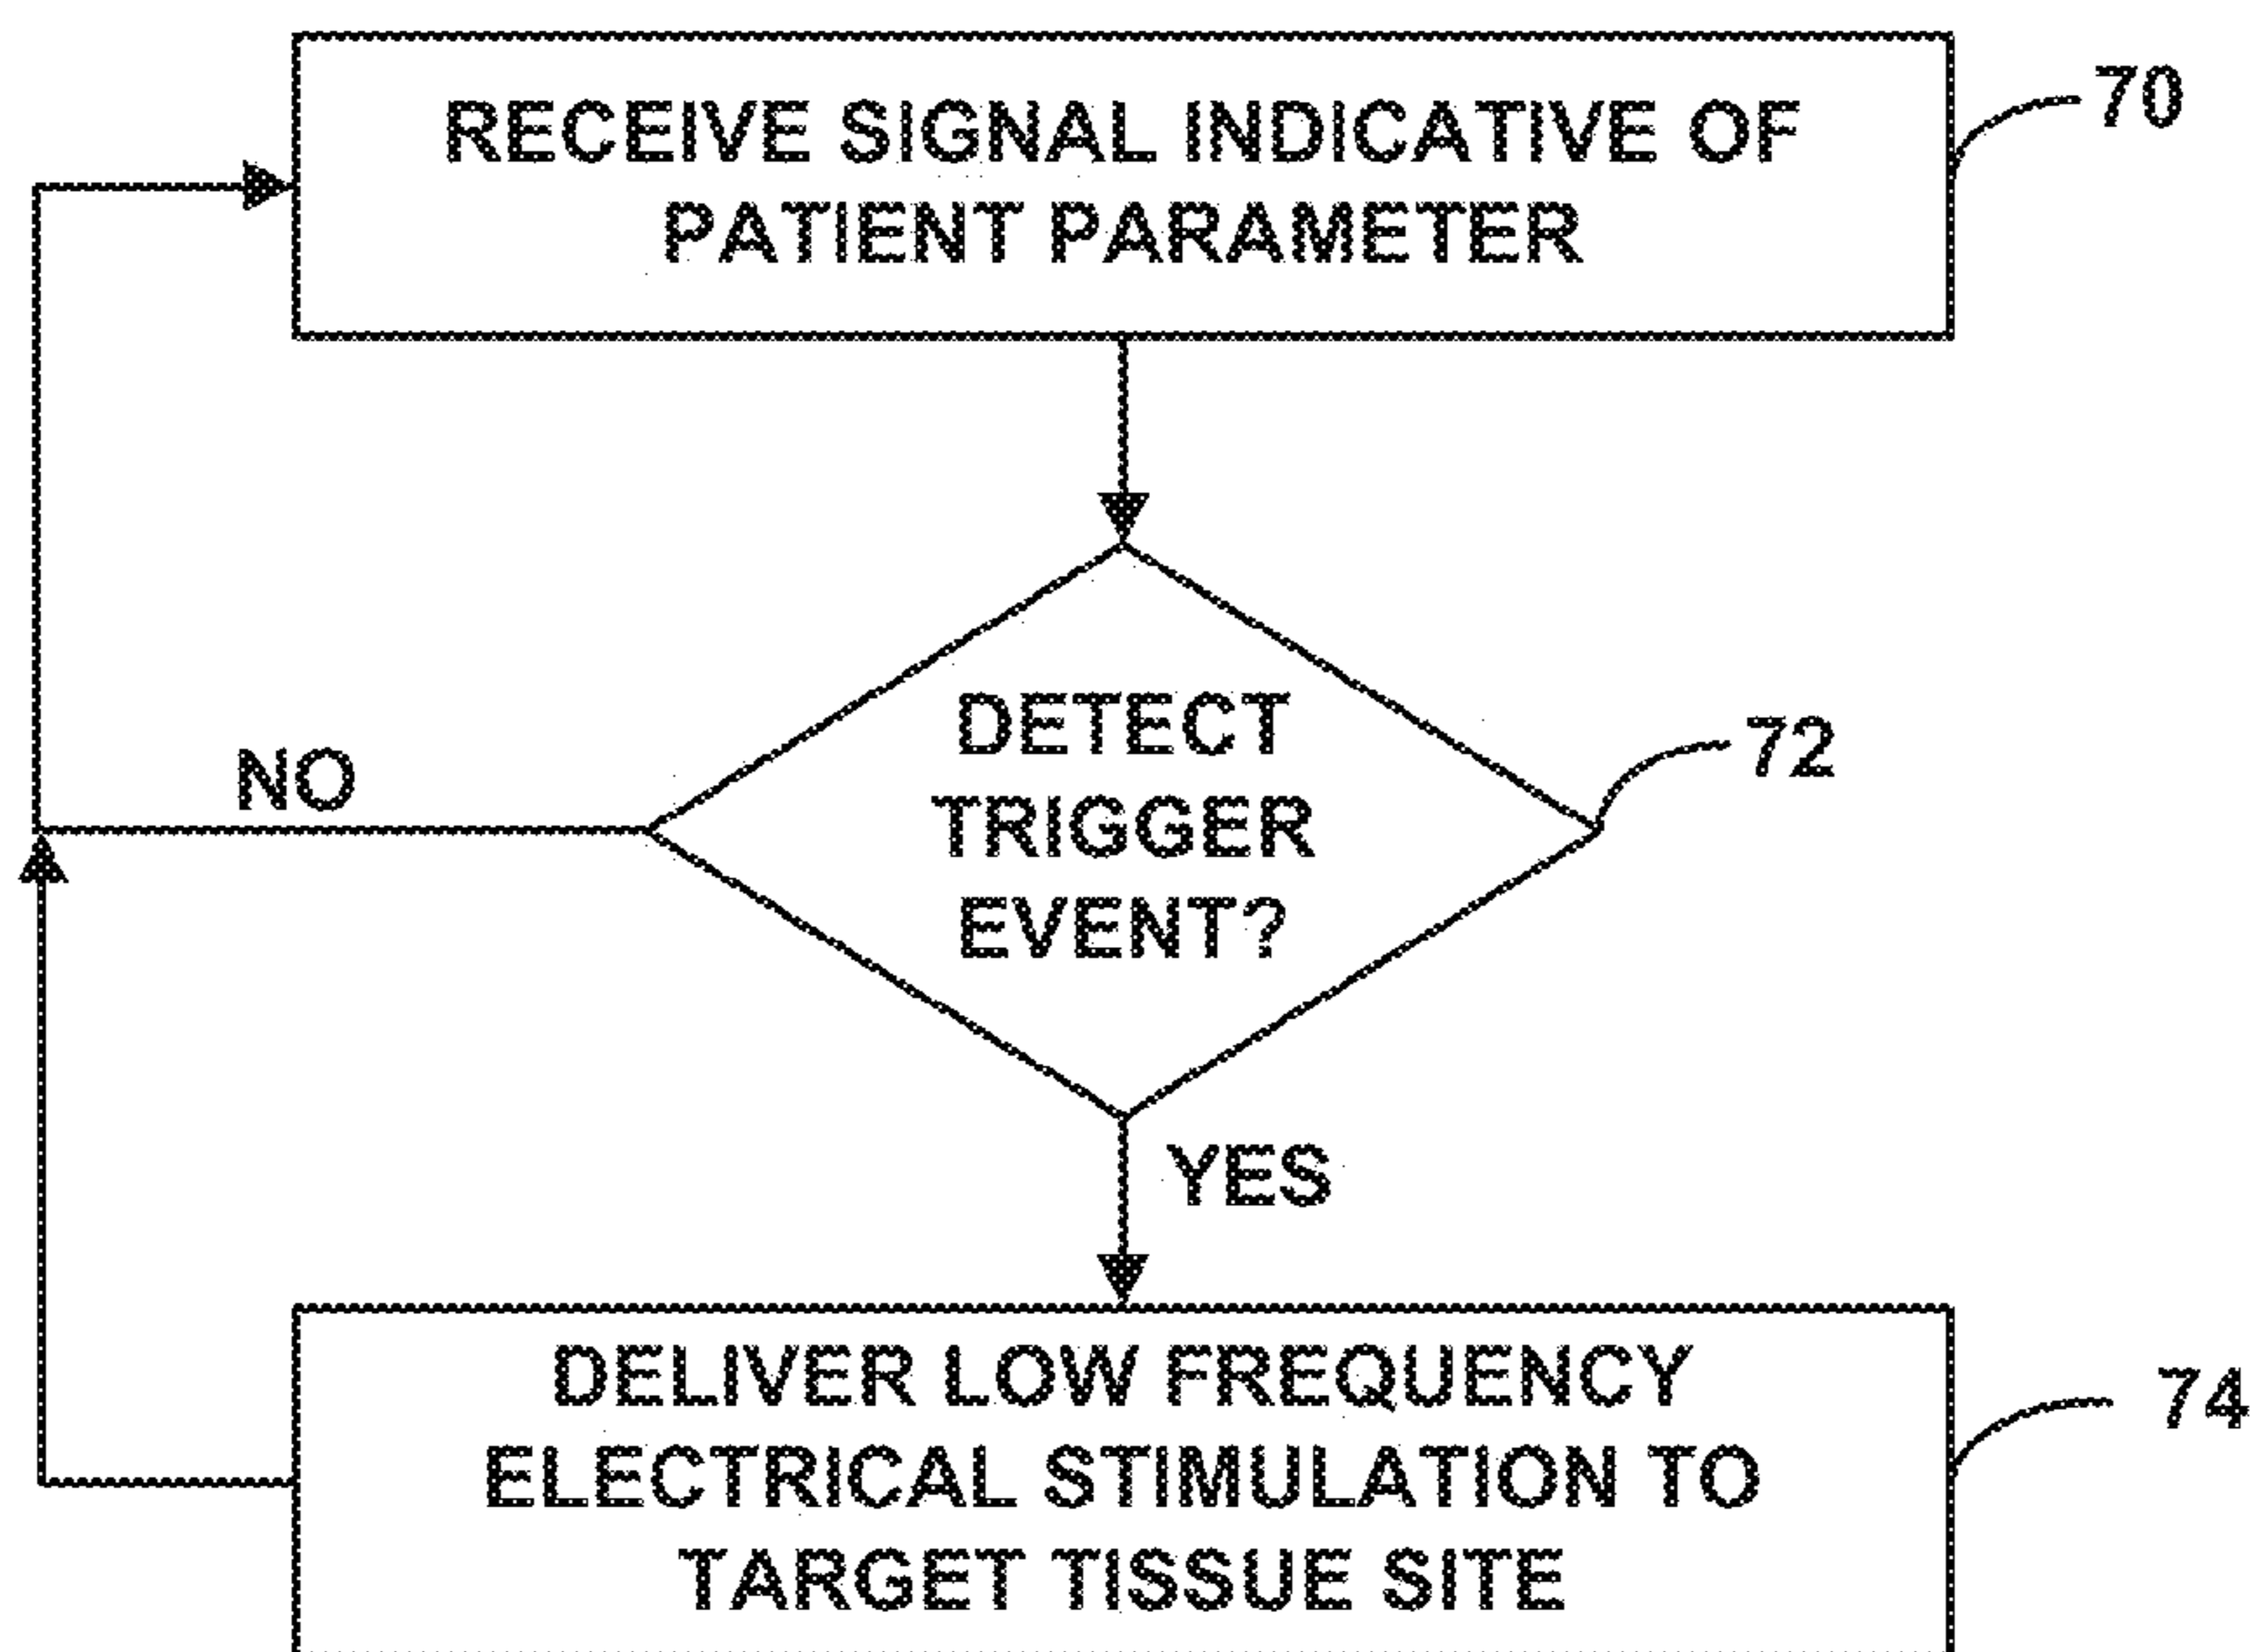 RECEIVE SIGNAL INDICATIVE OF
PATIENT PARAMETER
70
DETECT
TRIGGER
EVENT?
72
NO
YES
DELIVER LOW FREQUENCY
ELECTRICAL STIMULATION TO
TARGET TISSUE SITE
74